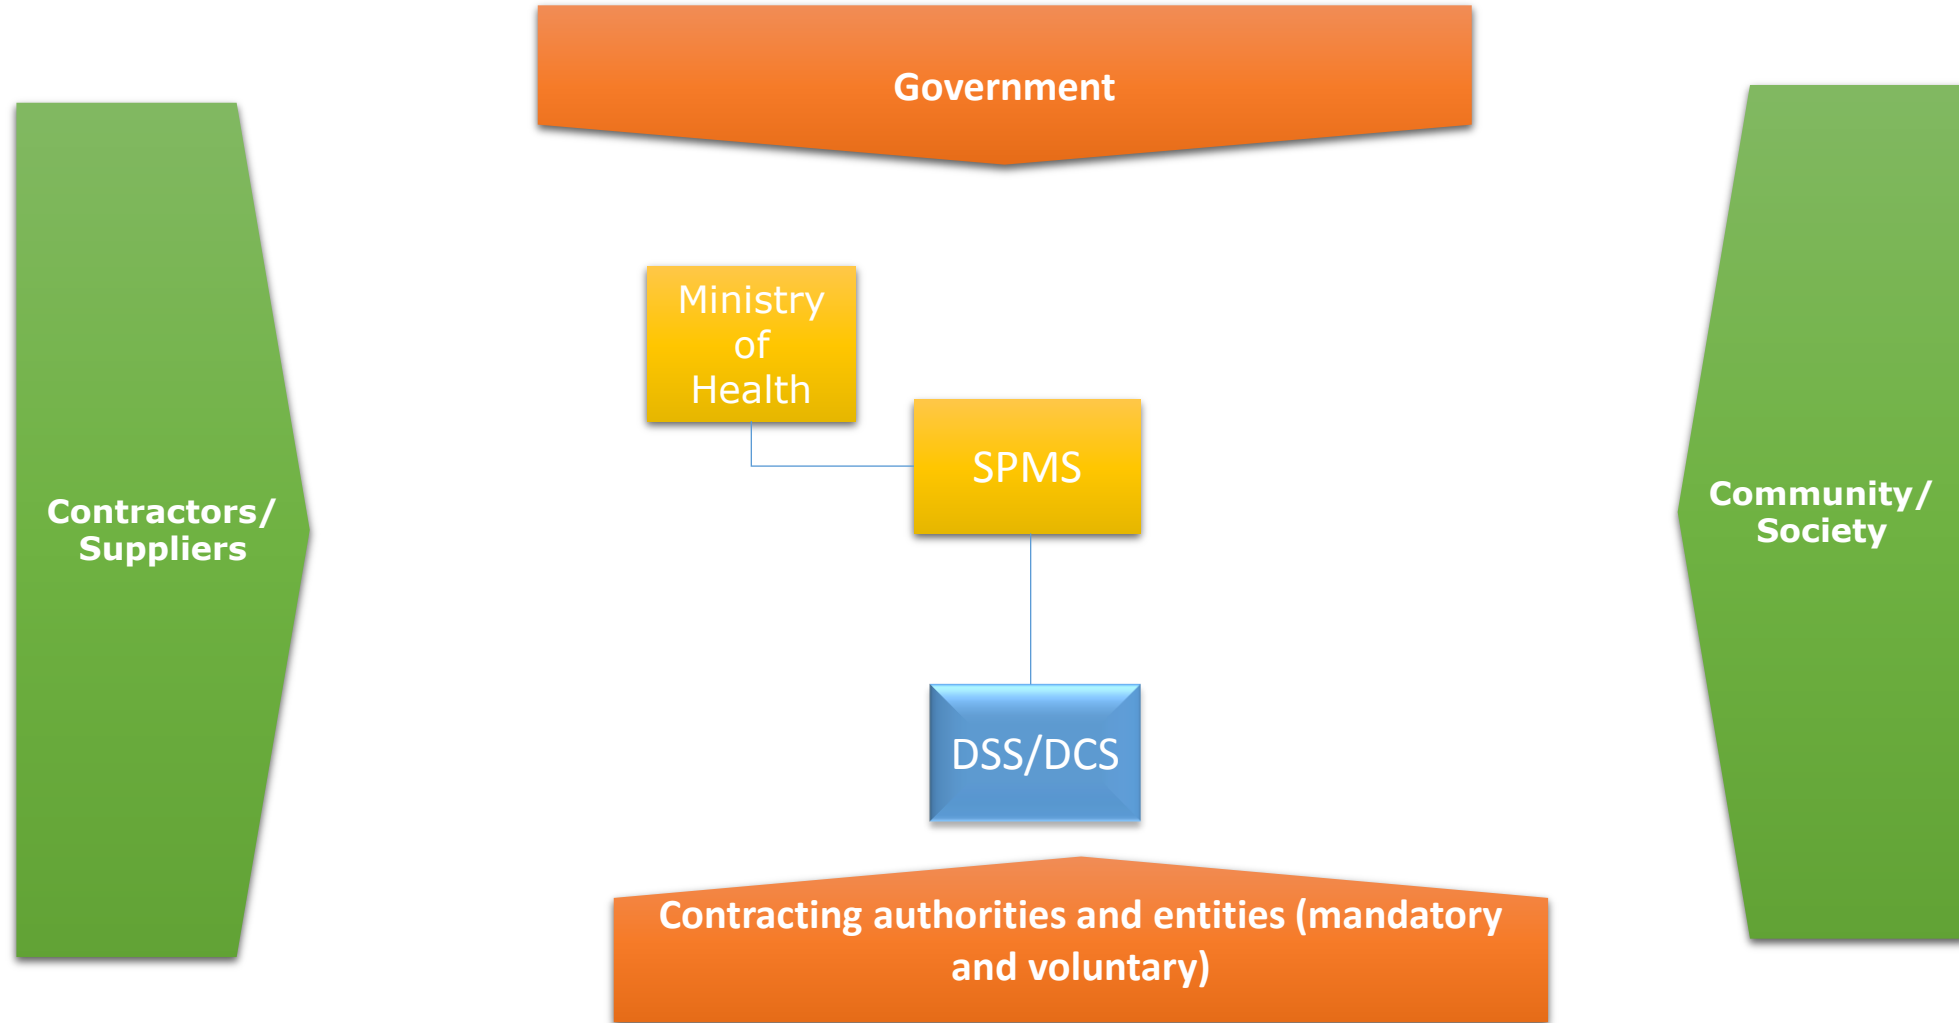 Government
Ministry
of
Health
SPMS
Contractors/
Suppliers
Community/
Society
DSS/DCS
Contracting authorities and entities (mandatory
and voluntary)